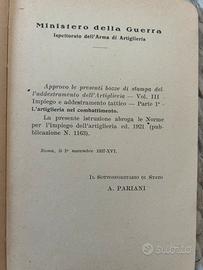 Ministero della Guerra
Ispettorato dell'Arma di Artiglieria
Approvo le presenti bozze di stampa del-
l'addestramento dell'Artiglieria — Vol. III -
Impiego e addestramento tattico — Parte 1ª -
L'artiglieria nel combattimento.
La presente istruzione abroga le Norme
per l'impiego dell'artiglieria ed. 1921 (pub-
blicazione N. 1163).
Roma, li 1° novembre 1937-XVI.
IL SOTTOSEGRETARIO DI STATO
A. PARIANI
subito